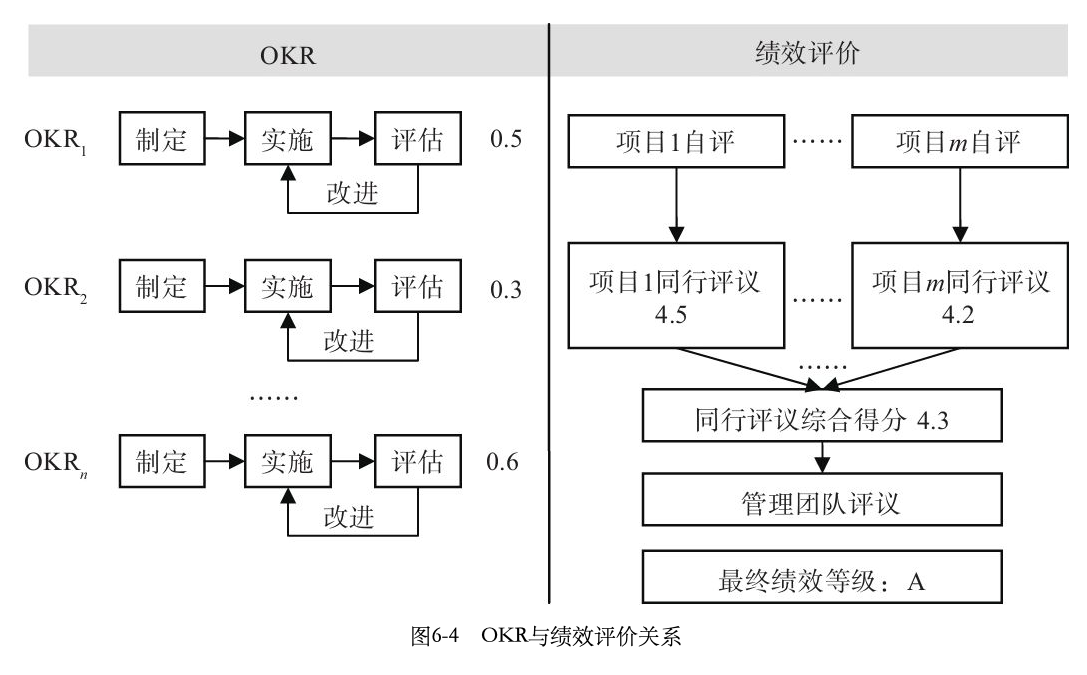 OKR
绩效评价
OKR1
制定
实施
评估
0.5
改进
OKR2
制定
实施
评估
0.3
改进
……
OKRn
制定
实施
评估
0.6
改进
项目1自评
……
项目m自评
项目1同行评议
4.5
……
项目m同行评议
4.2
……
同行评议综合得分 4.3
管理团队评议
最终绩效等级：A
图6-4 OKR与绩效评价关系